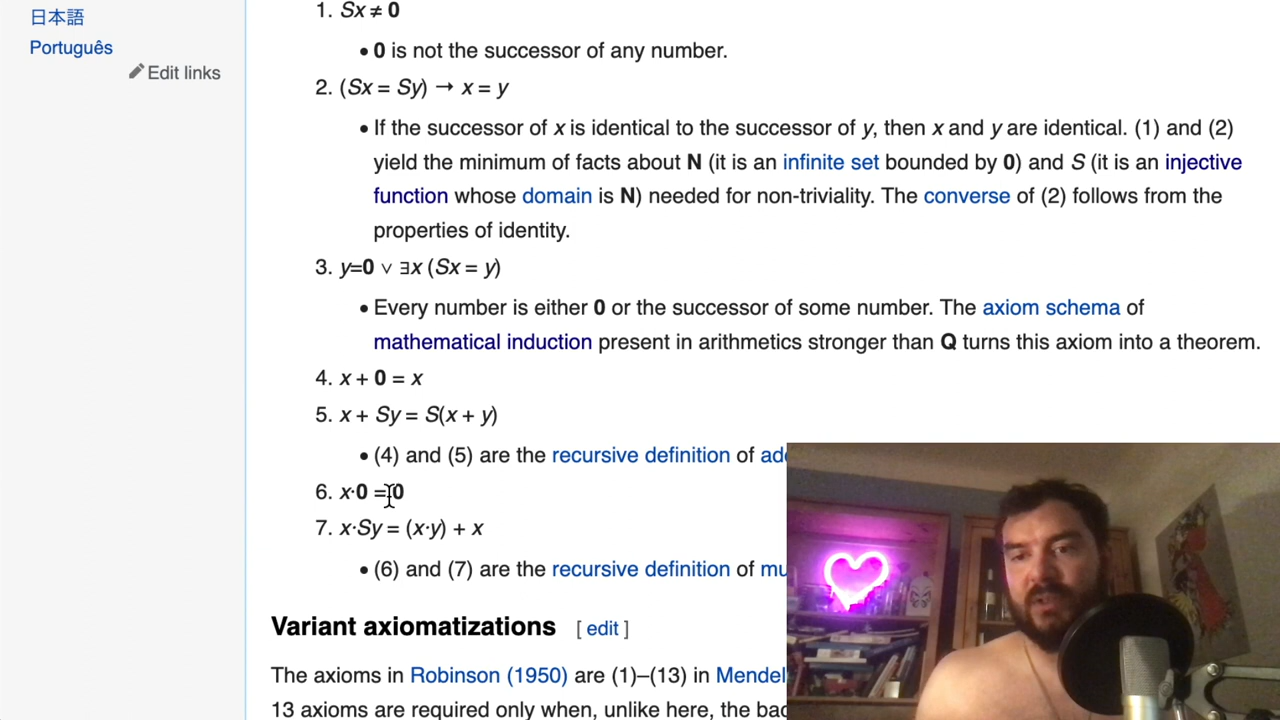 日本語
Português
Edit links
1. Sx ≠ 0
• 0 is not the successor of any number.
2. (Sx = Sy) → x = y
• If the successor of x is identical to the successor of y, then x and y are identical. (1) and (2)
yield the minimum of facts about N (it is an infinite set bounded by 0) and S (it is an injective
function whose domain is N) needed for non-triviality. The converse of (2) follows from the
properties of identity.
3. y=0 ∨ ∃x (Sx = y)
• Every number is either 0 or the successor of some number. The axiom schema of
mathematical induction present in arithmetics stronger than Q turns this axiom into a theorem.
4. x + 0 = x
5. x + Sy = S(x + y)
• (4) and (5) are the recursive definition of ad
6. x·0 = 0
7. x·Sy = (x·y) + x
• (6) and (7) are the recursive definition of mu
Variant axiomatizations [ edit ]
The axioms in Robinson (1950) are (1)–(13) in Mendel
13 axioms are required only when, unlike here, the bac